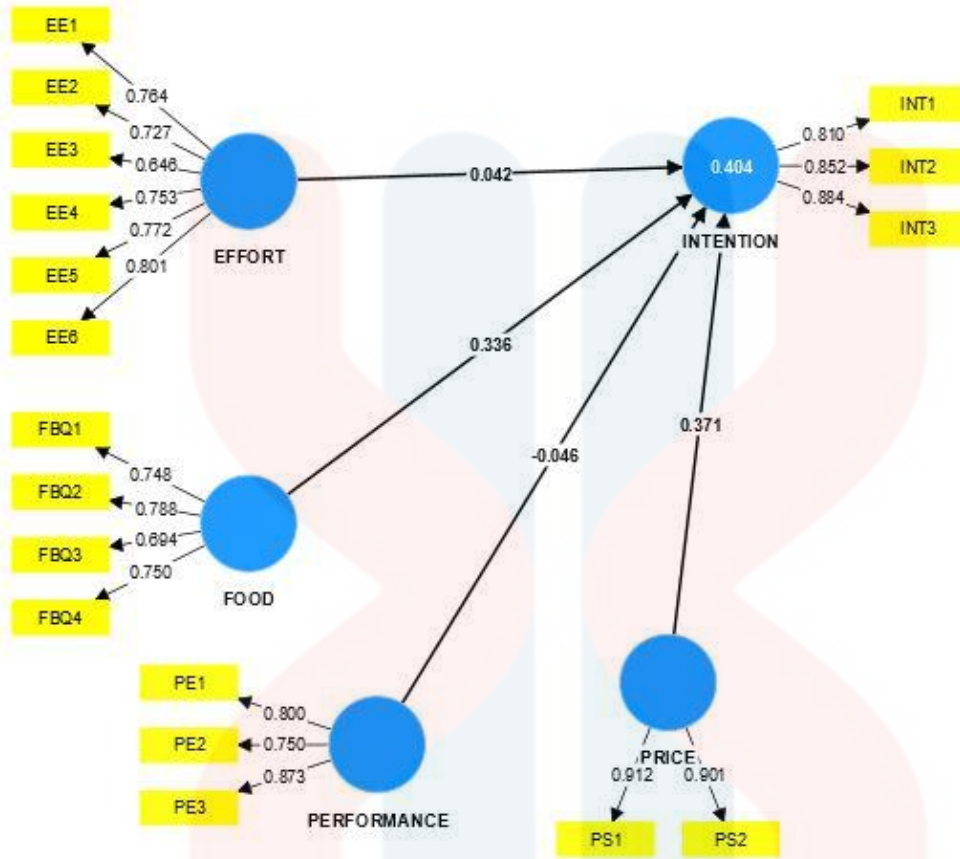 EE1
0.764
EE2
0.727
EE3
0.646
EE4
0.753
EE5
0.772
EE6
0.801
EFFORT
0.042
0.404
INTENTION
0.810
INT1
0.852
INT2
0.884
INT3
0.336
FBQ1
0.748
FBQ2
0.788
FBQ3
0.694
FBQ4
0.750
FOOD
-0.046
0.371
PE1
0.800
PE2
0.750
PE3
0.873
PERFORMANCE
PRICE
0.912
0.901
PS1
PS2